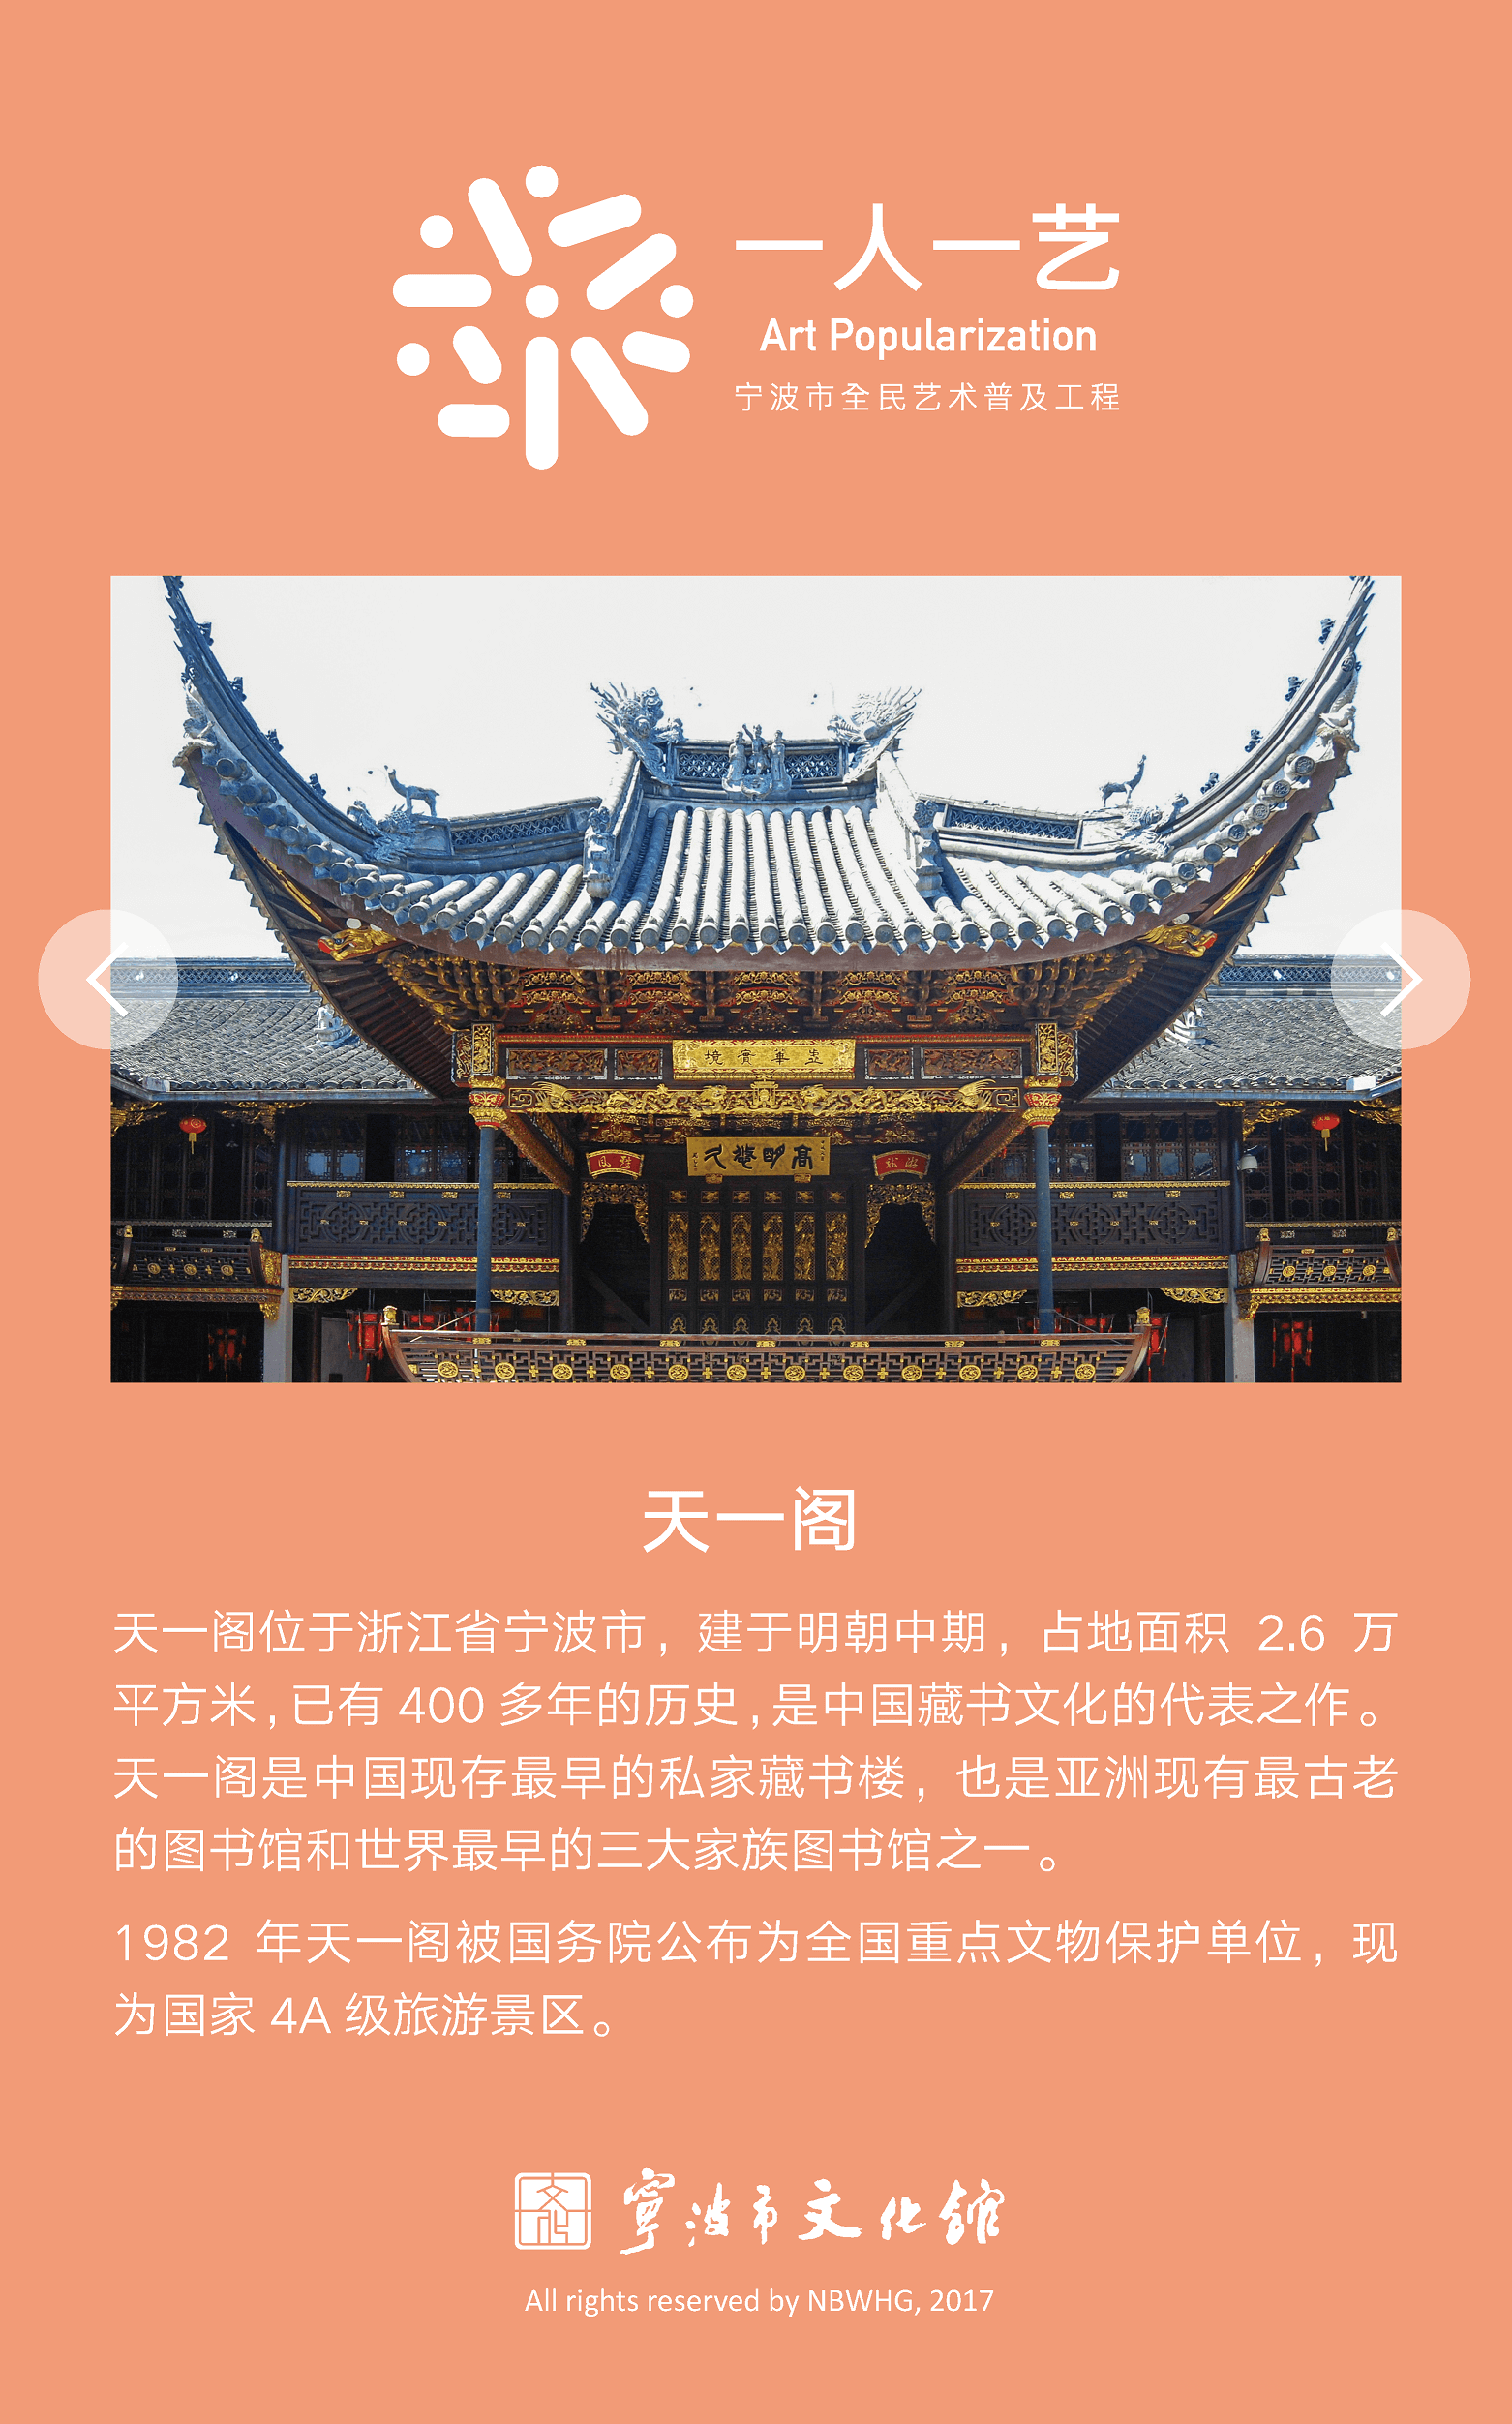 一人一艺
Art Popularization
宁波市全民艺术普及工程
境實華盡
久悠明高
天一阁
天一阁位于浙江省宁波市，建于明朝中期，占地面积 2.6 万
平方米，已有 400 多年的历史，是中国藏书文化的代表之作。
天一阁是中国现存最早的私家藏书楼，也是亚洲现有最古老
的图书馆和世界最早的三大家族图书馆之一。
1982 年天一阁被国务院公布为全国重点文物保护单位，现
为国家 4A 级旅游景区。
寧波市文化館
All rights reserved by NBWHG, 2017